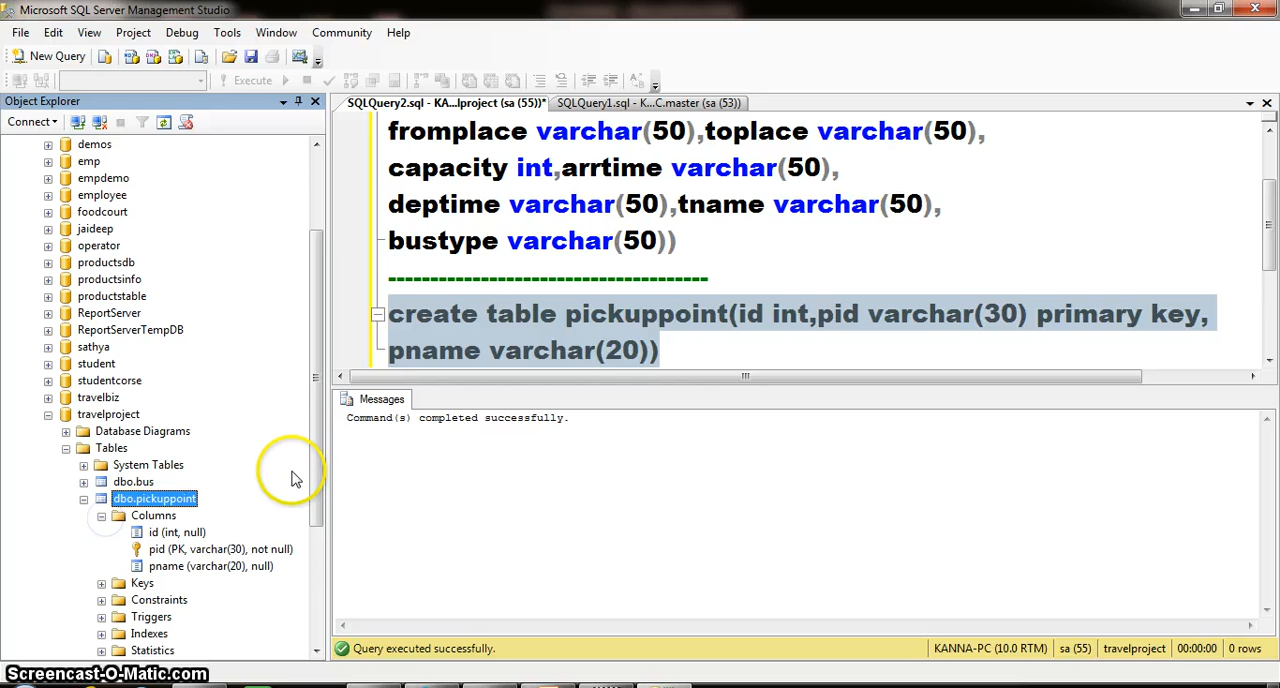 Microsoft SQL Server Management Studio
File Edit View Project Debug Tools Window Community Help
New Query
Execute
Object Explorer
SQLQuery2.sql - KA...lproject (sa (55))* SQLQuery1.sql - K...C.master (sa (53))
Connect
demos
emp
empdemo
employee
foodcourt
jaideep
operator
productsdb
productsinfo
productstable
ReportServer
ReportServerTempDB
sathya
student
studentcorse
travelbiz
travelproject
Database Diagrams
Tables
System Tables
dbo.bus
dbo.pickuppoint
Columns
id (int, null)
pid (PK, varchar(30), not null)
pname (varchar(20), null)
Keys
Constraints
Triggers
Indexes
Statistics
fromplace varchar(50),toplace varchar(50),
capacity int,arrtime varchar(50),
deptime varchar(50),tname varchar(50),
bustype varchar(50))
--------------------------------------
create table pickuppoint(id int,pid varchar(30) primary key,
pname varchar(20))
Messages
Command(s) completed successfully.
Query executed successfully. KANNA-PC (10.0 RTM) sa (55) travelproject 00:00:00 0 rows
Screencast-O-Matic.com